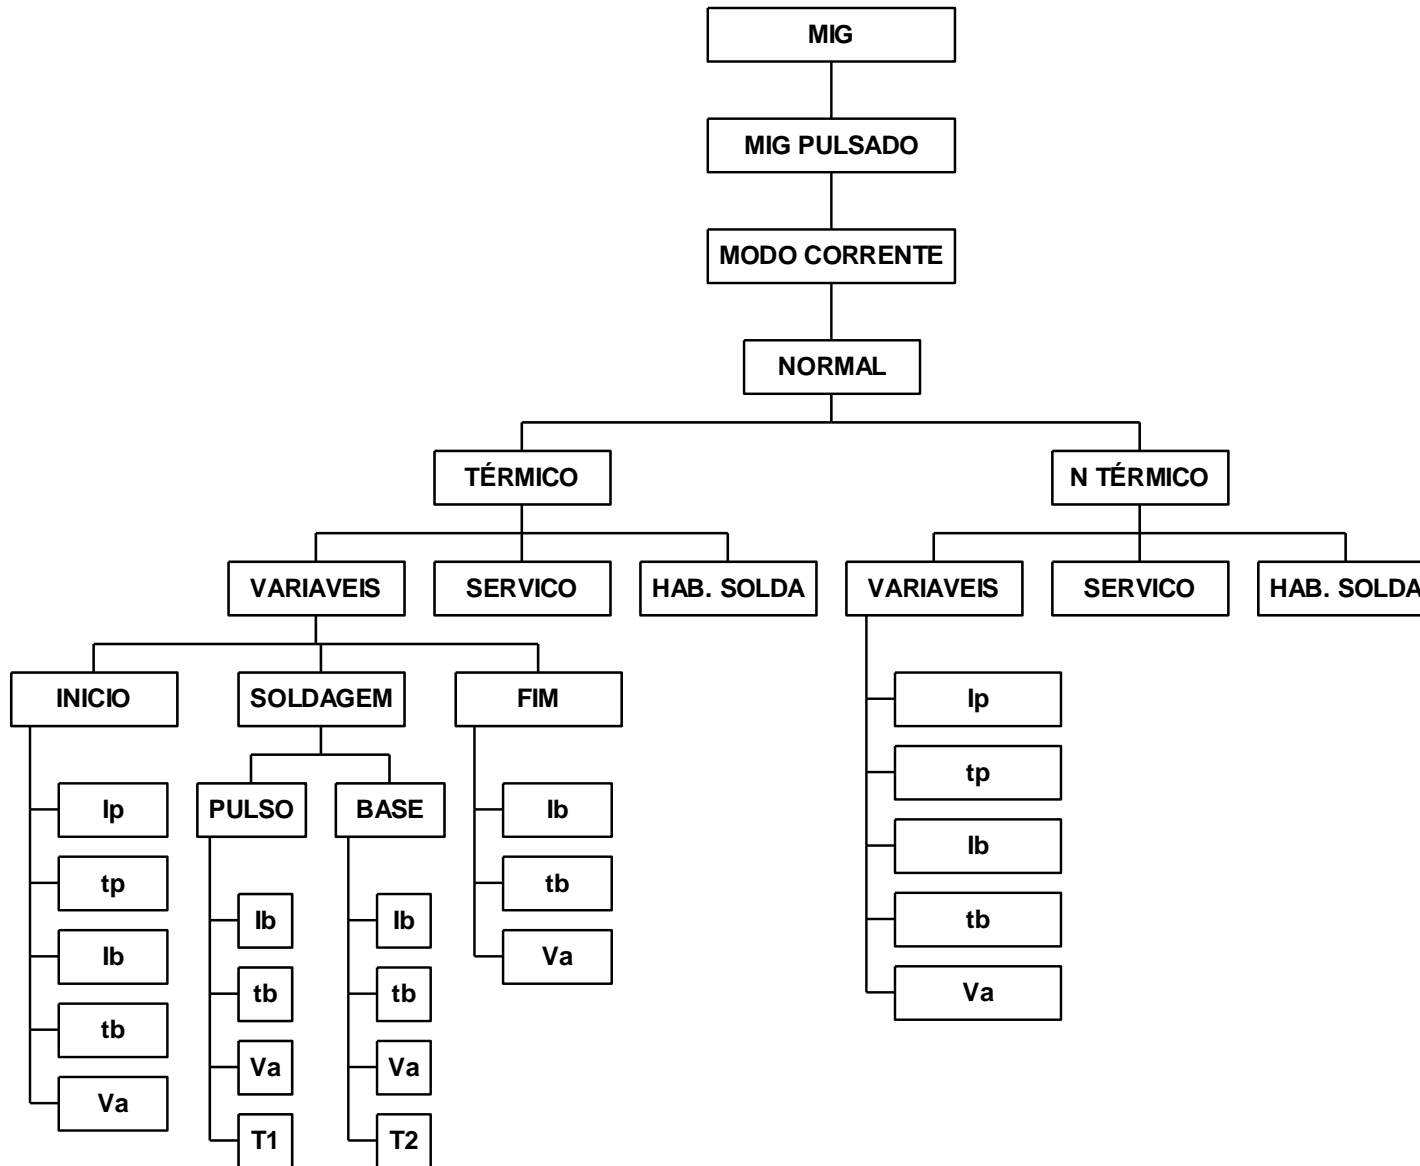 MIG
MIG PULSADO
MODO CORRENTE
NORMAL
TÉRMICO
N TÉRMICO
VARIAVEIS
SERVICO
HAB. SOLDA
VARIAVEIS
SERVICO
HAB. SOLDA
INICIO
SOLDAGEM
FIM
Ip
tp
Ib
tb
Va
PULSO
BASE
Ib
tb
Va
T1
Ib
tb
Va
T2
Ib
tb
Va
Ip
tp
Ib
tb
Va